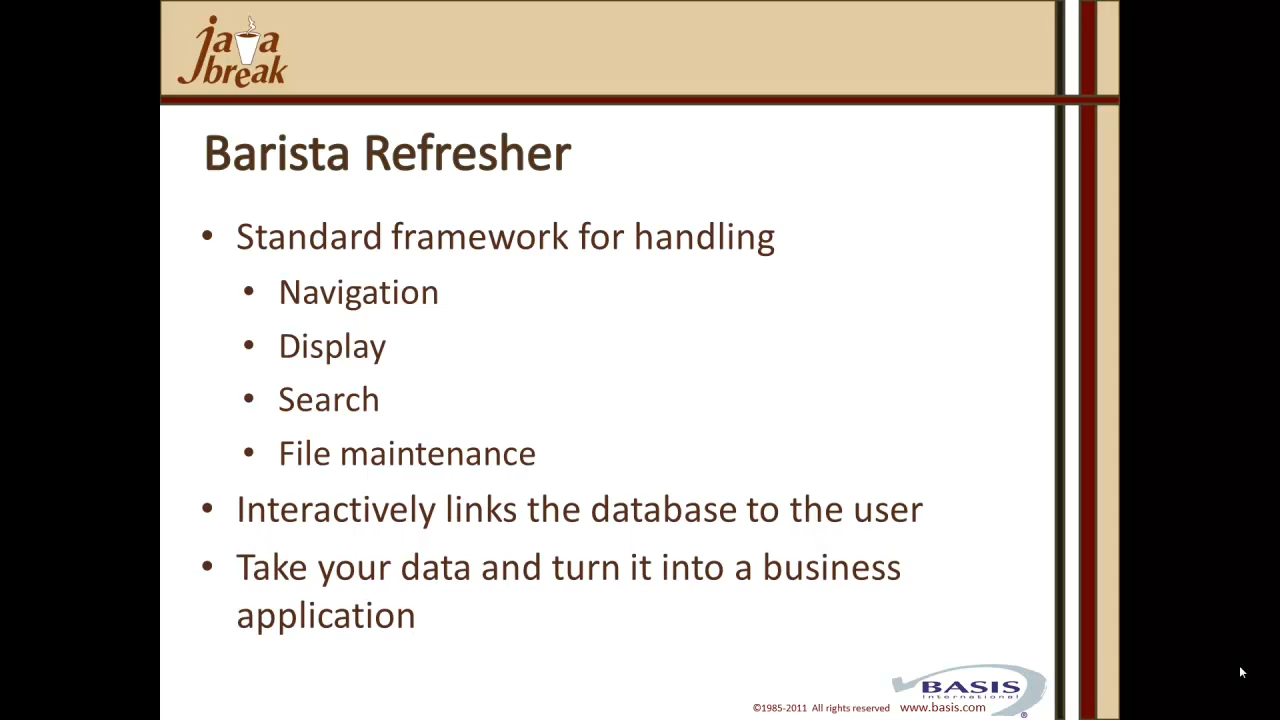 java
break
Barista Refresher
• Standard framework for handling
• Navigation
• Display
• Search
• File maintenance
• Interactively links the database to the user
• Take your data and turn it into a business
application
BASIS
International
®
©1985-2011 All rights reserved www.basis.com